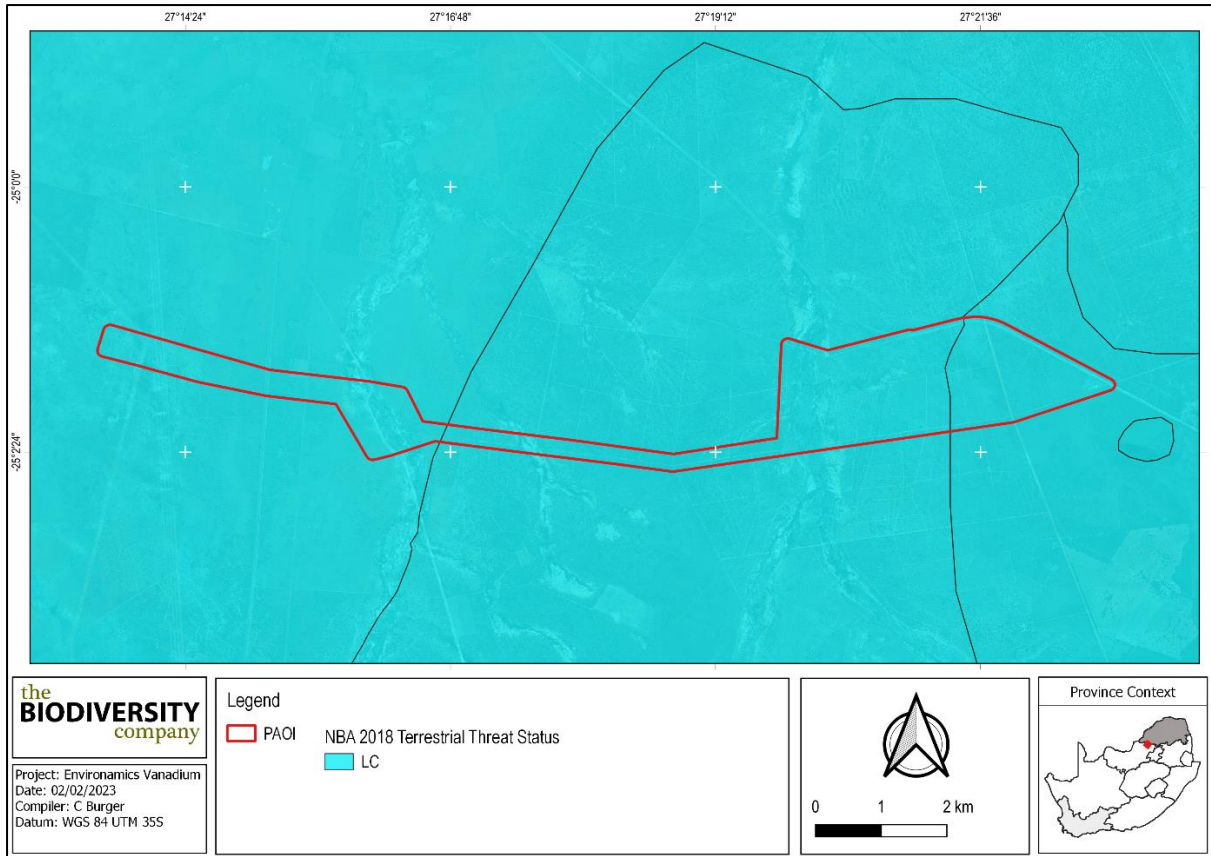 27°14'24" 27°16'48" 27°19'12" 27°21'36"
-25°0'0"
-25°2'24"
the
BIODIVERSITY
company
Project: Environamics Vanadium
Date: 02/02/2023
Compiler: C Burger
Datum: WGS 84 UTM 35S
Legend
PAOI
NBA 2018 Terrestrial Threat Status
LC
0 1 2 km
Province Context